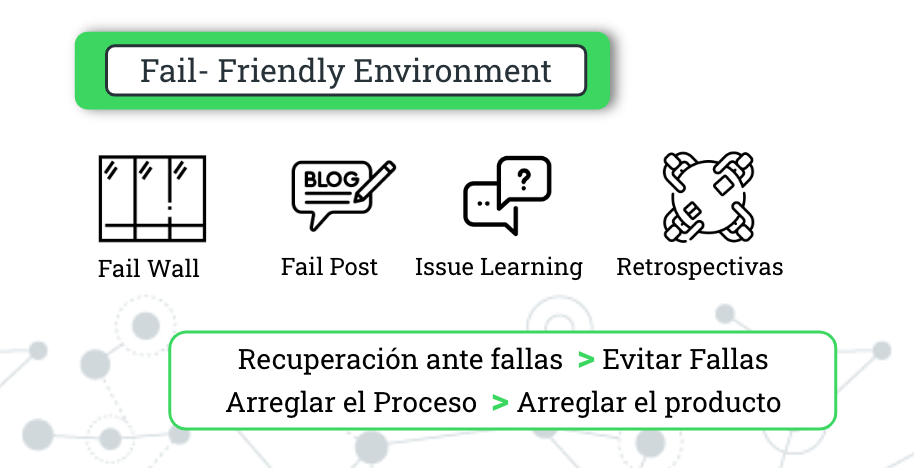 Fail- Friendly Environment
BLOG
?
Fail Wall
Fail Post
Issue Learning
Retrospectivas
Recuperación ante fallas > Evitar Fallas
Arreglar el Proceso > Arreglar el producto